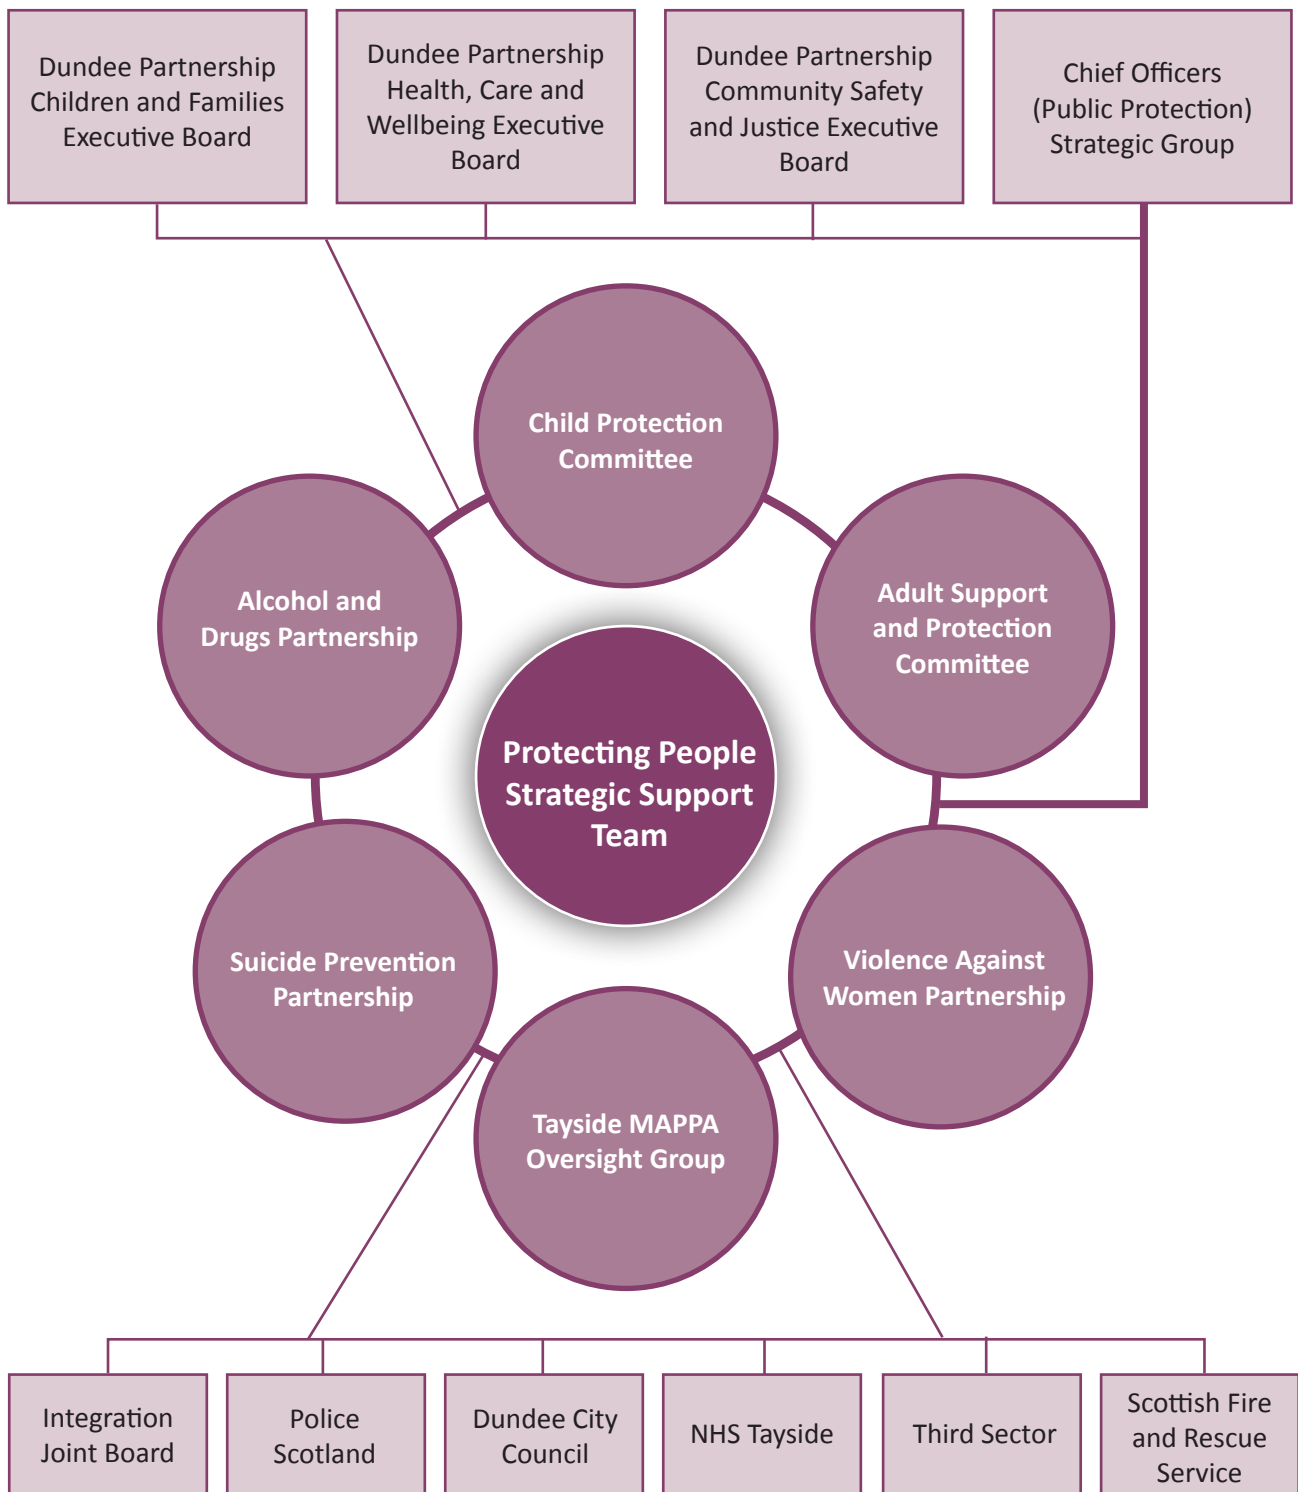 Dundee Partnership
Children and Families
Executive Board
Dundee Partnership
Health, Care and
Wellbeing Executive
Board
Dundee Partnership
Community Safety
and Justice Executive
Board
Chief Officers
(Public Protection)
Strategic Group
Child Protection
Committee
Alcohol and
Drugs Partnership
Adult Support
and Protection
Committee
Protecting People
Strategic Support
Team
Suicide Prevention
Partnership
Violence Against
Women Partnership
Tayside MAPPA
Oversight Group
Integration
Joint Board
Police
Scotland
Dundee City
Council
NHS Tayside
Third Sector
Scottish Fire
and Rescue
Service